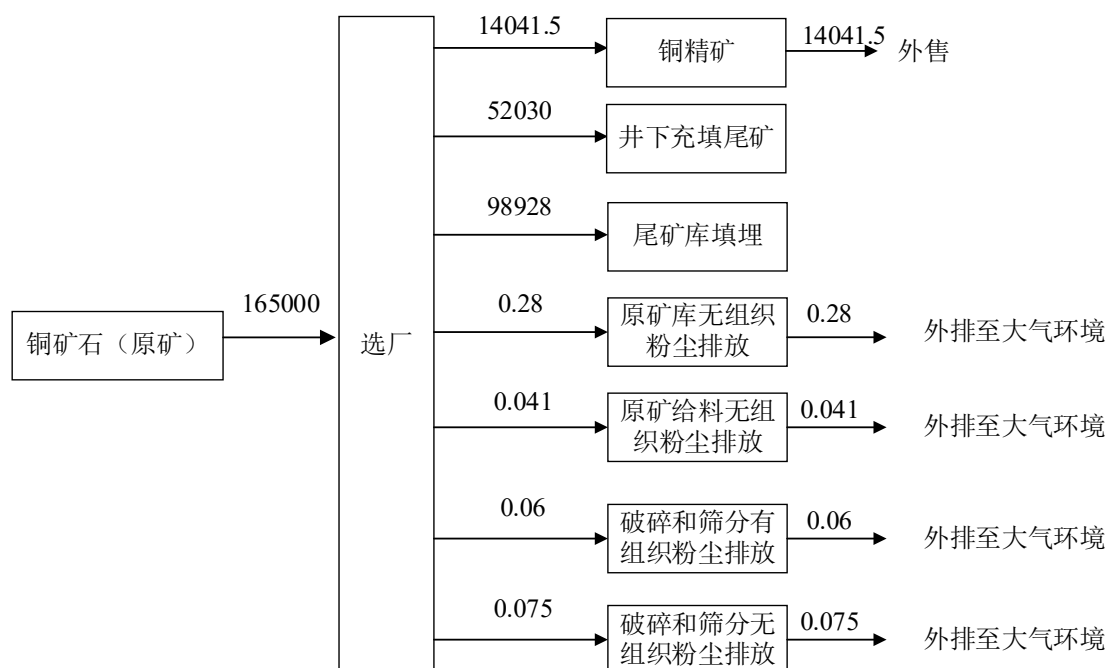 14041.5
铜精矿
14041.5
外售
52030
井下充填尾矿
98928
尾矿库填埋
铜矿石（原矿）
165000
选厂
0.28
原矿库无组织
粉尘排放
0.28
外排至大气环境
0.041
原矿给料无组
织粉尘排放
0.041
外排至大气环境
0.06
破碎和筛分有
组织粉尘排放
0.06
外排至大气环境
0.075
破碎和筛分无
组织粉尘排放
0.075
外排至大气环境